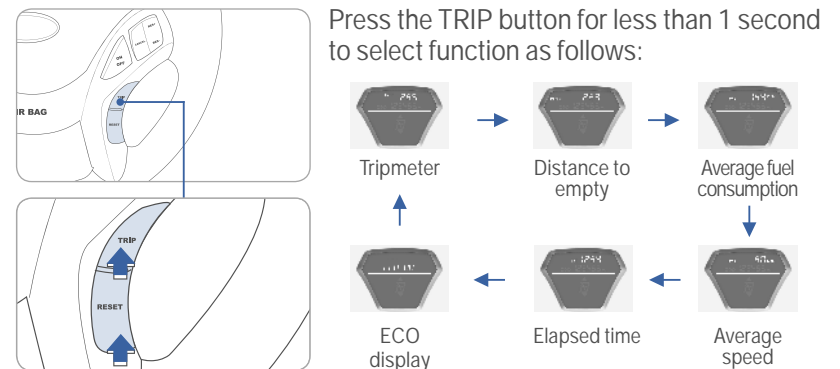 Press the TRIP button for less than 1 second
to select function as follows:
ON
OFF
CANCEL
TRIP
RESET
IR BAG
Tripmeter
Distance to
empty
Average fuel
consumption
TRIP
RESET
ECO
display
Elapsed time
Average
speed